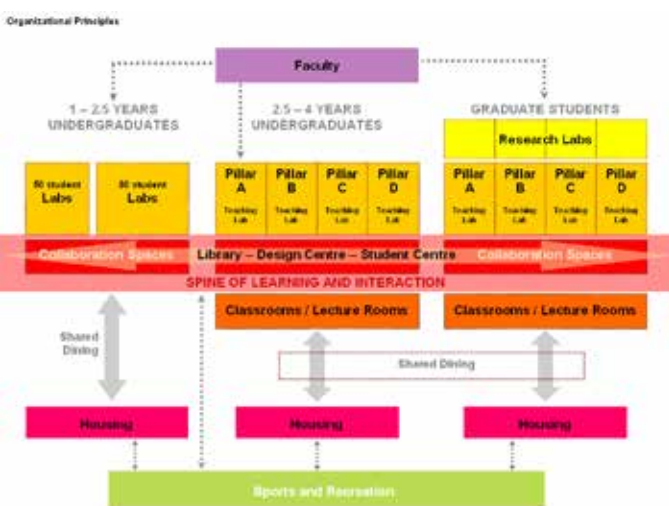 Organizational Principles
Faculty
1 – 2.5 YEARS
UNDERGRADUATES
2.5 – 4 YEARS
UNDERGRADUATES
GRADUATE STUDENTS
Research Labs
50 student
Labs
50 student
Labs
Pillar
A
Teaching
Lab
Pillar
B
Teaching
Lab
Pillar
C
Teaching
Lab
Pillar
D
Teaching
Lab
Pillar
A
Teaching
Lab
Pillar
B
Teaching
Lab
Pillar
C
Teaching
Lab
Pillar
D
Teaching
Lab
Collaboration Spaces
Library – Design Centre – Student Centre
Collaboration Spaces
SPINE OF LEARNING AND INTERACTION
Classrooms / Lecture Rooms
Classrooms / Lecture Rooms
Shared
Dining
Shared Dining
Housing
Housing
Housing
Sports and Recreation